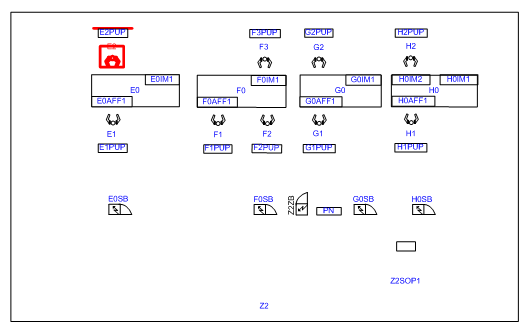 E2PUP F3PUP G2PUP H2PUP
E2 F3 G2 H2
E0IM1 F0IM1 G0IM1 H0IM2 H0IM1
E0 F0 G0 H0
E0AFF1 F0AFF1 G0AFF1 H0AFF1
E1 F1 F2 G1 H1
E1PUP F1PUP F2PUP G1PUP H1PUP
E0SB F0SB Z2ZB G0SB H0SB
PN
Z2SOP1
Z2